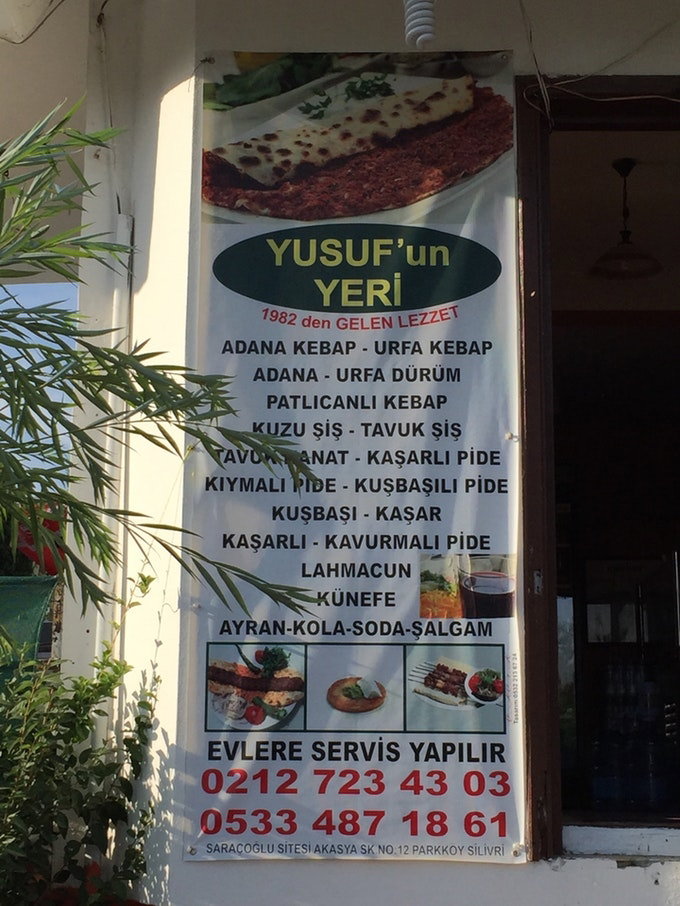 YUSUF'un
YERİ
1982 den GELEN LEZZET
ADANA KEBAP - URFA KEBAP
ADANA - URFA DÜRÜM
PATLICANLI KEBAP
KUZU ŞİŞ - TAVUK ŞİŞ
TAVUK KANAT - KAŞARLI PİDE
KIYMALI PİDE - KUŞBAŞILI PİDE
KUŞBAŞI - KAŞAR
KAŞARLI - KAVURMALI PİDE
LAHMACUN
KÜNEFE
AYRAN-KOLA-SODA-ŞALGAM
EVLERE SERVİS YAPILIR
0212 723 43 03
0533 487 18 61
SARAÇOĞLU SİTESİ AKASYA SK NO:12 PARKKÖY SİLİVRİ